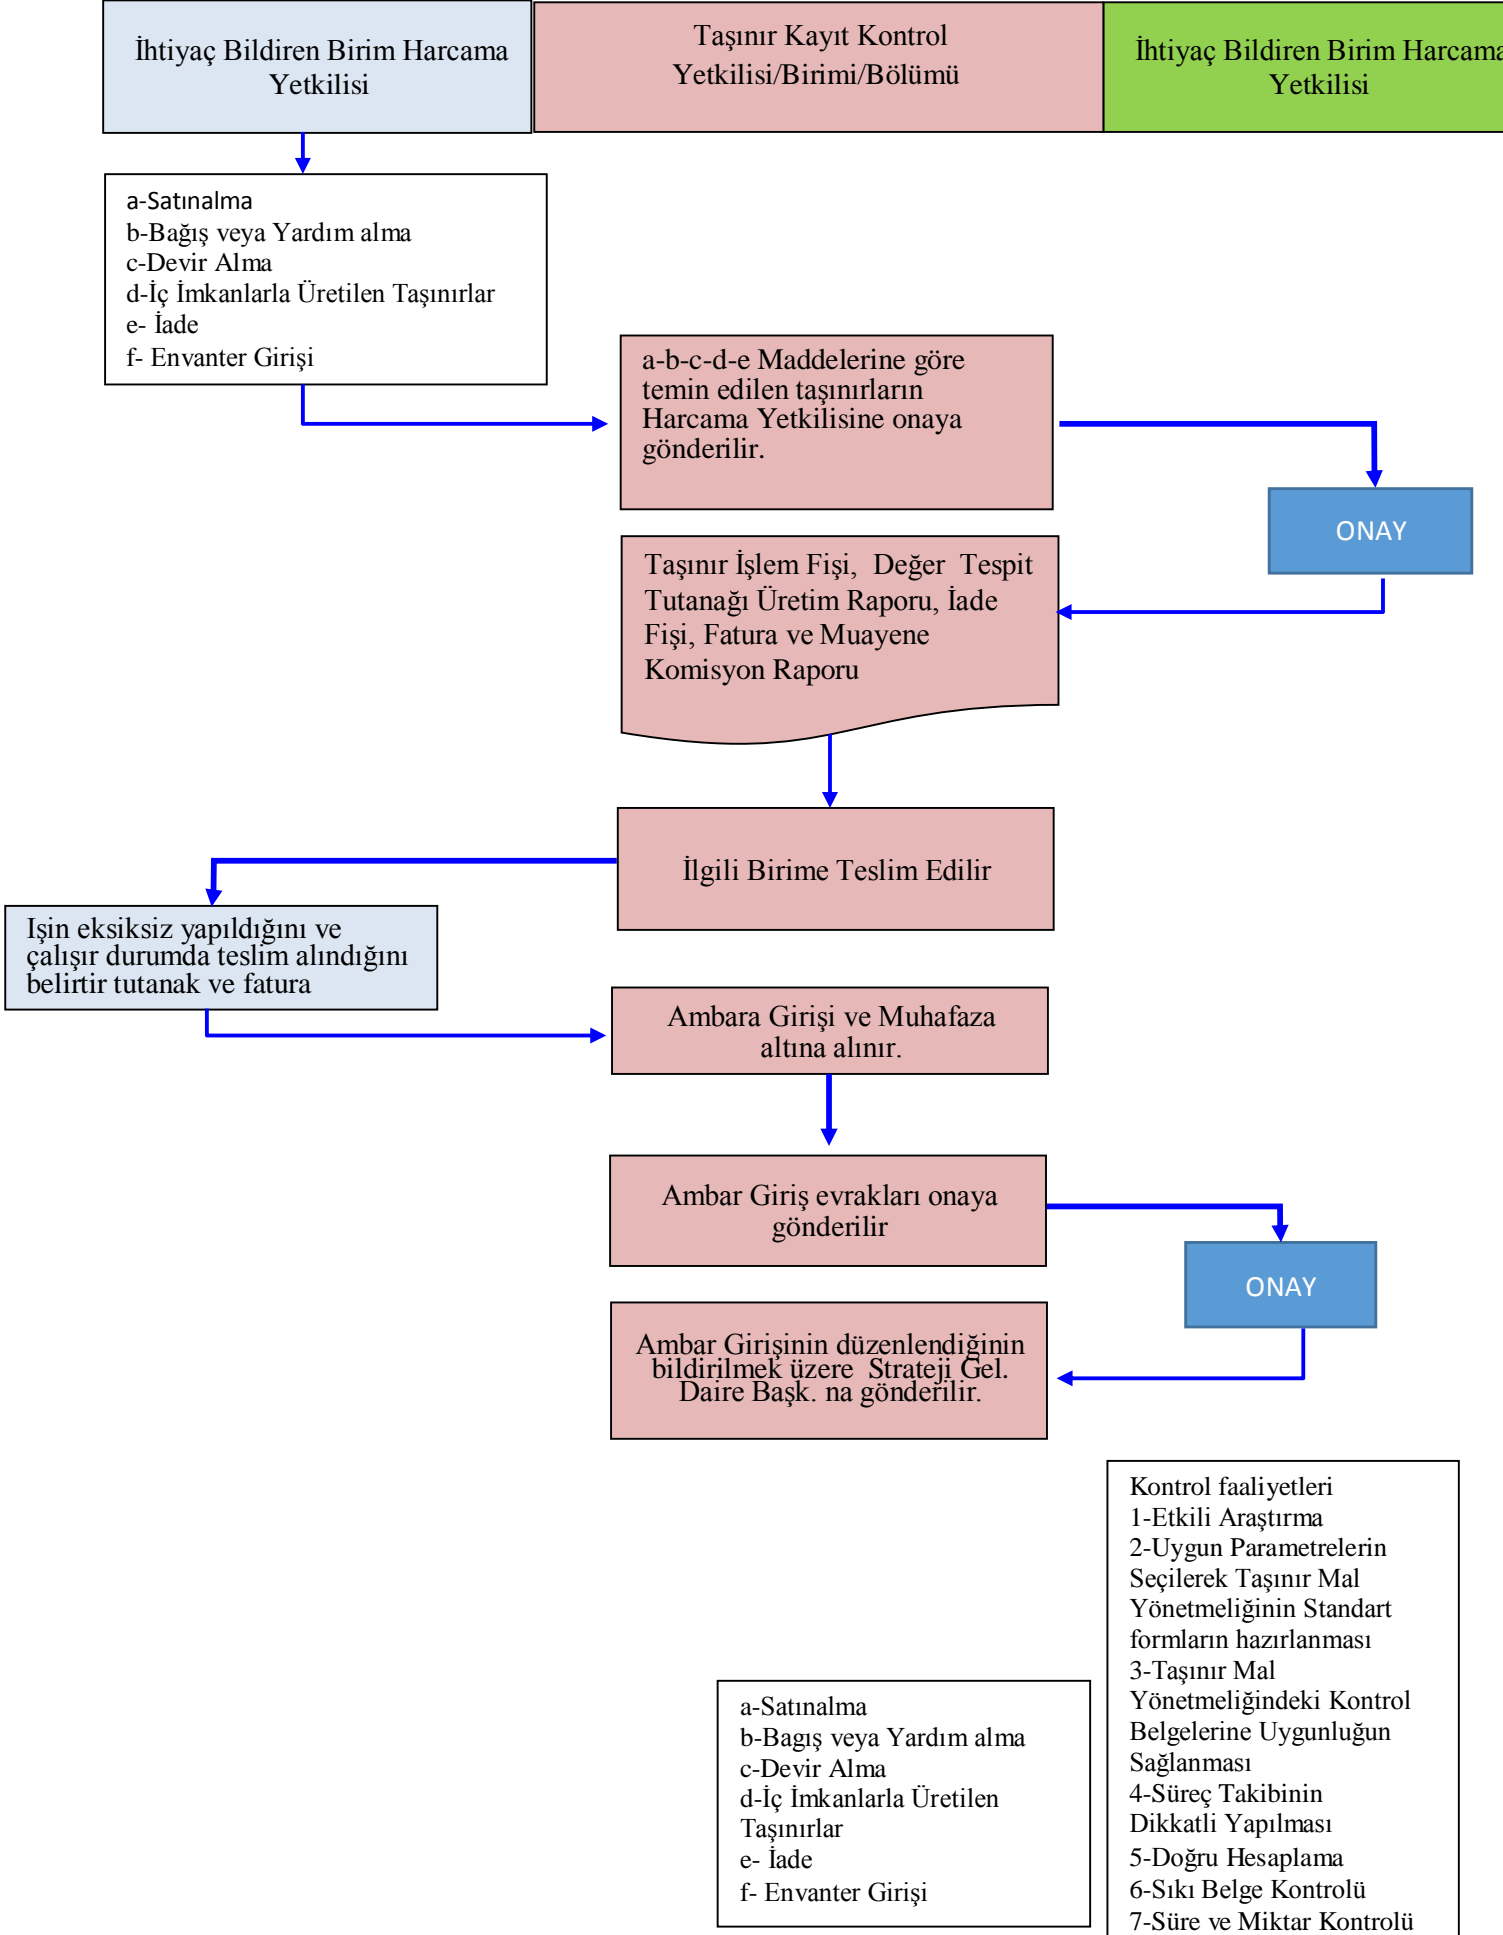 İhtiyaç Bildiren Birim Harcama
Yetkilisi
Taşınır Kayıt Kontrol
Yetkilisi/Birimi/Bölümü
İhtiyaç Bildiren Birim Harcama
Yetkilisi
a-Satınalma
b-Bağış veya Yardım alma
c-Devir Alma
d-İç İmkanlarla Üretilen Taşınırlar
e- İade
f- Envanter Girişi
a-b-c-d-e Maddelerine göre
temin edilen taşınırların
Harcama Yetkilisine onaya
gönderilir.
ONAY
Taşınır İşlem Fişi,  Değer  Tespit
Tutanağı Üretim Raporu, İade
Fişi, Fatura ve Muayene
Komisyon Raporu
İlgili Birime Teslim Edilir
Işin eksiksiz yapıldığını ve
çalışır durumda teslim alındığını
belirtir tutanak ve fatura
Ambara Girişi ve Muhafaza
altına alınır.
Ambar Giriş evrakları onaya
gönderilir
ONAY
Ambar Girişinin düzenlendiğinin
bildirilmek üzere  Strateji Gel.
Daire Başk. na gönderilir.
Kontrol faaliyetleri
1-Etkili Araştırma
2-Uygun Parametrelerin
Seçilerek Taşınır Mal
Yönetmeliğinin Standart
formların hazırlanması
3-Taşınır Mal
Yönetmeliğindeki Kontrol
Belgelerine Uygunluğun
Sağlanması
4-Süreç Takibinin
Dikkatli Yapılması
5-Doğru Hesaplama
6-Sıkı Belge Kontrolü
7-Süre ve Miktar Kontrolü
a-Satınalma
b-Bagış veya Yardım alma
c-Devir Alma
d-İç İmkanlarla Üretilen
Taşınırlar
e- İade
f- Envanter Girişi